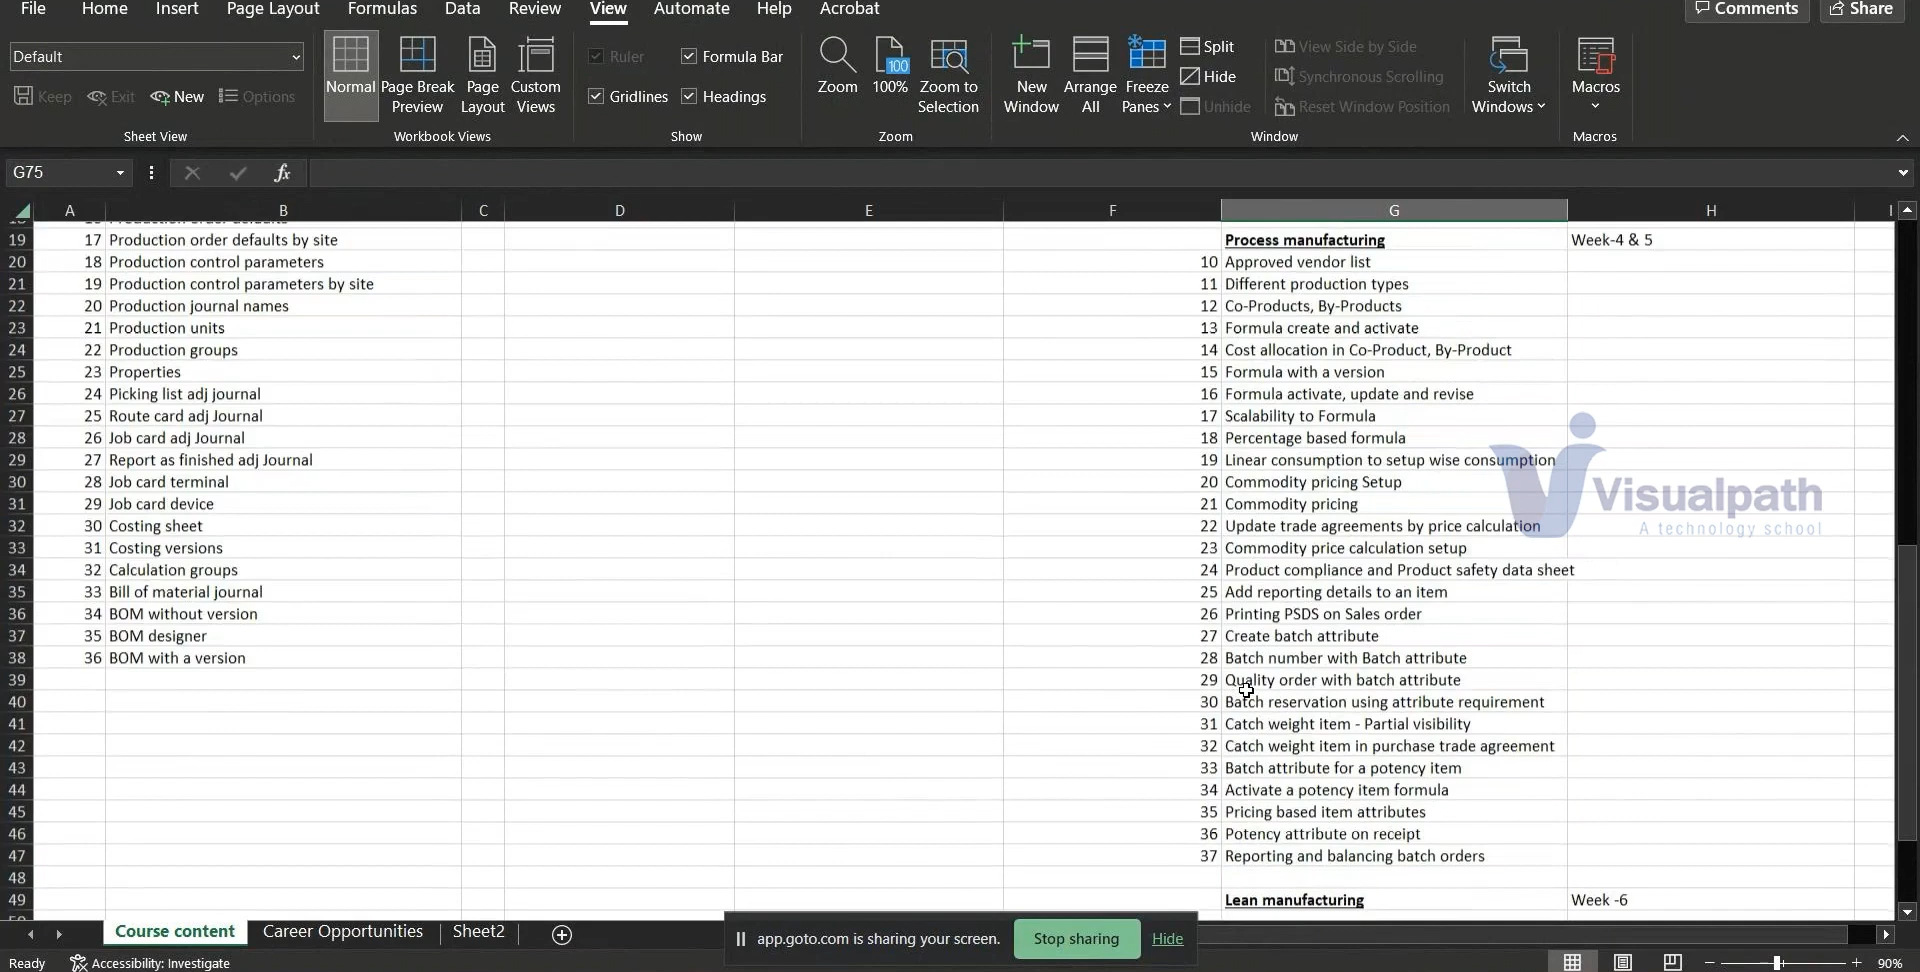 File Home Insert Page Layout Formulas Data Review View Automate Help Acrobat Comments Share
Default
Keep Exit New Options
Sheet View
Normal
Page Break Preview
Page Layout
Custom Views
Workbook Views
Ruler Formula Bar
Gridlines Headings
Show
Zoom
100
100%
Zoom to Selection
Zoom
New Window
Arrange All
Freeze Panes
Split
Hide
Unhide
View Side by Side
Synchronous Scrolling
Reset Window Position
Switch Windows
Window
Macros
Macros
G75 fx
A B C D E F G H I
19 17 Production order defaults by site Process manufacturing Week-4 & 5
20 18 Production control parameters 10 Approved vendor list
21 19 Production control parameters by site 11 Different production types
22 20 Production journal names 12 Co-Products, By-Products
23 21 Production units 13 Formula create and activate
24 22 Production groups 14 Cost allocation in Co-Product, By-Product
25 23 Properties 15 Formula with a version
26 24 Picking list adj journal 16 Formula activate, update and revise
27 25 Route card adj Journal 17 Scalability to Formula
28 26 Job card adj Journal 18 Percentage based formula
29 27 Report as finished adj Journal 19 Linear consumption to setup wise consumption
30 28 Job card terminal 20 Commodity pricing Setup
31 29 Job card device 21 Commodity pricing
32 30 Costing sheet 22 Update trade agreements by price calculation
33 31 Costing versions 23 Commodity price calculation setup
34 32 Calculation groups 24 Product compliance and Product safety data sheet
35 33 Bill of material journal 25 Add reporting details to an item
36 34 BOM without version 26 Printing PSDS on Sales order
37 35 BOM designer 27 Create batch attribute
38 36 BOM with a version 28 Batch number with Batch attribute
39 29 Quality order with batch attribute
40 30 Batch reservation using attribute requirement
41 31 Catch weight item - Partial visibility
42 32 Catch weight item in purchase trade agreement
43 33 Batch attribute for a potency item
44 34 Activate a potency item formula
45 35 Pricing based item attributes
46 36 Potency attribute on receipt
47 37 Reporting and balancing batch orders
48
49 Lean manufacturing Week -6
Visualpath
A technology school
Course content Career Opportunities Sheet2
app.goto.com is sharing your screen. Stop sharing Hide
Ready Accessibility: Investigate 90%